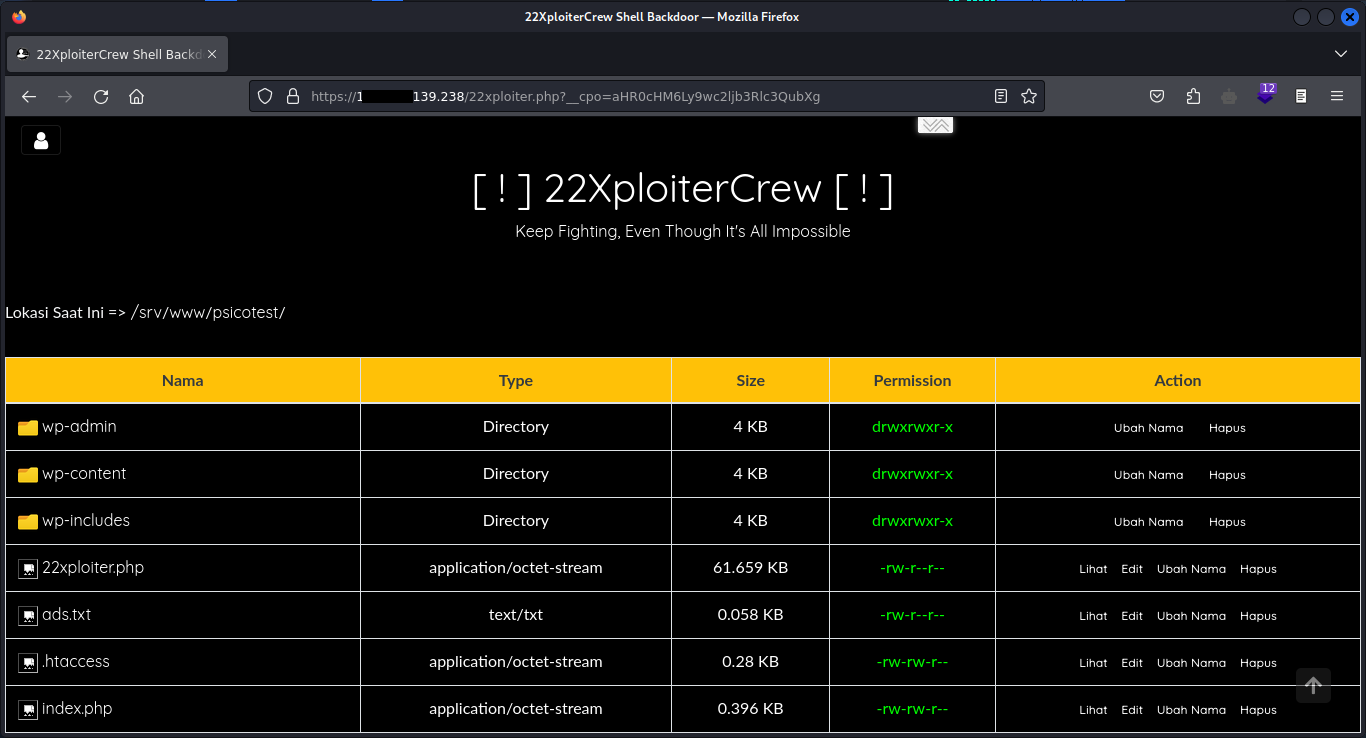 22XploiterCrew Shell Backdoor — Mozilla Firefox
22XploiterCrew Shell Backd
https://1 139.238/22xploiter.php?__cpo=aHR0cHM6Ly9wc2ljb3Rlc3QubXg
12
[ ! ] 22XploiterCrew [ ! ]
Keep Fighting, Even Though It's All Impossible
Lokasi Saat Ini => /srv/www/psicotest/
Nama Type Size Permission Action
wp-admin Directory 4 KB drwxrwxr-x Ubah Nama Hapus
wp-content Directory 4 KB drwxrwxr-x Ubah Nama Hapus
wp-includes Directory 4 KB drwxrwxr-x Ubah Nama Hapus
22xploiter.php application/octet-stream 61.659 KB -rw-r--r-- Lihat Edit Ubah Nama Hapus
ads.txt text/txt 0.058 KB -rw-r--r-- Lihat Edit Ubah Nama Hapus
.htaccess application/octet-stream 0.28 KB -rw-rw-r-- Lihat Edit Ubah Nama Hapus
index.php application/octet-stream 0.396 KB -rw-rw-r-- Lihat Edit Ubah Nama Hapus